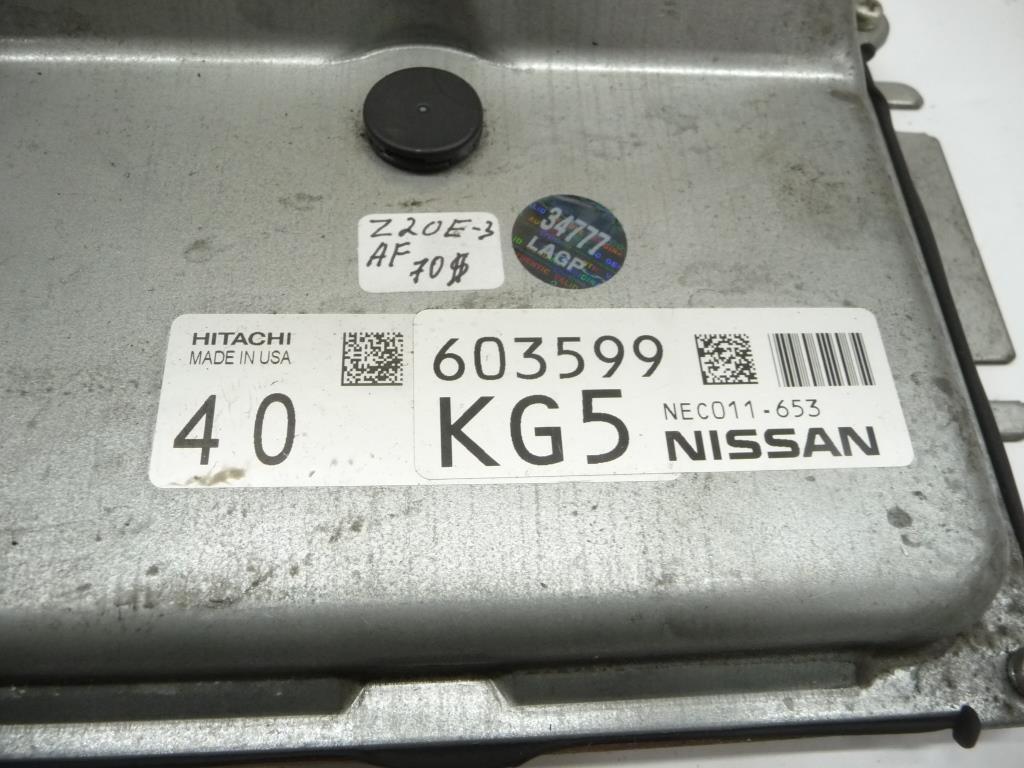 Z20E-3
AF 70$
34777
LAGP
HITACHI
MADE IN USA
40
603599
KG5
NEC011-653
NISSAN